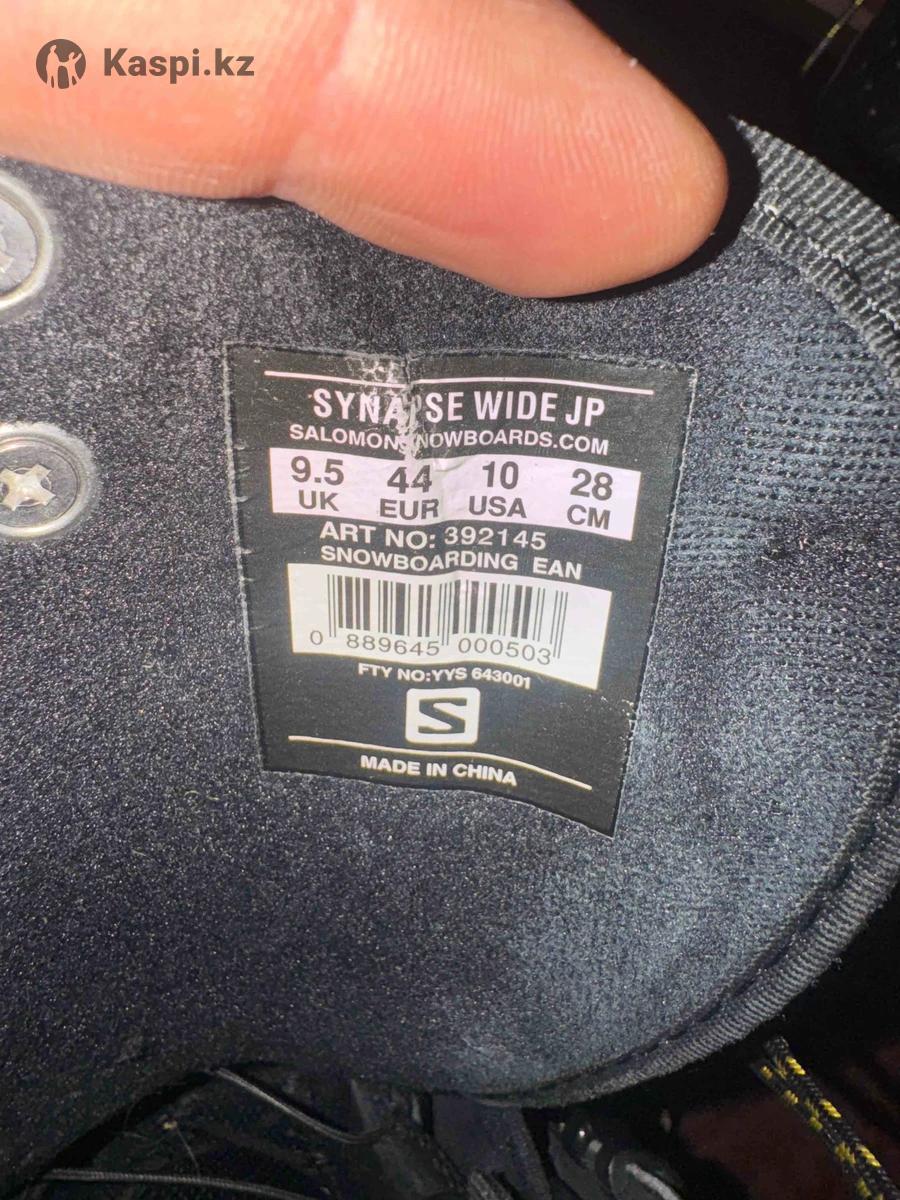 Kaspi.kz
SYNAPSE WIDE JP
SALOMONSNOWBOARDS.COM
9.5 44 10 28
UK EUR USA CM
ART NO: 392145
SNOWBOARDING EAN
0 889645 000503
FTY NO:YYS 643001
S
MADE IN CHINA